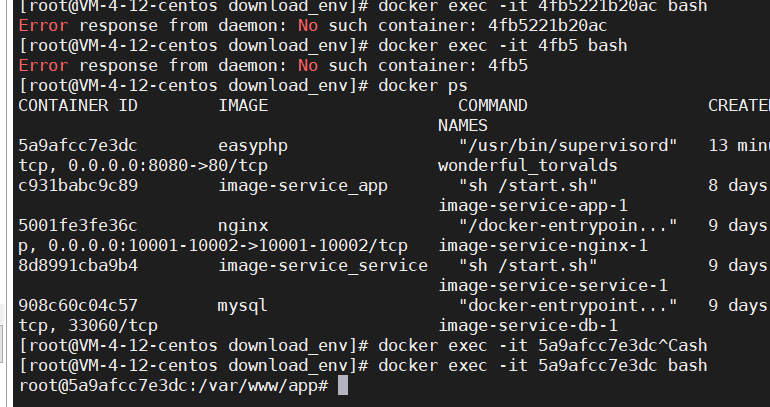 [root@VM-4-12-centos download_env]# docker exec -it 4fb5221b20ac bash
Error response from daemon: No such container: 4fb5221b20ac
[root@VM-4-12-centos download_env]# docker exec -it 4fb5 bash
Error response from daemon: No such container: 4fb5
[root@VM-4-12-centos download_env]# docker ps
CONTAINER ID IMAGE COMMAND CREATE
NAMES
5a9afcc7e3dc easyphp "/usr/bin/supervisord" 13 min
tcp, 0.0.0.0:8080->80/tcp wonderful_torvalds
c931babc9c89 image-service_app "sh /start.sh" 8 days
image-service-app-1
5001fe3fe36c nginx "/docker-entrypoin..." 9 days
p, 0.0.0.0:10001-10002->10001-10002/tcp image-service-nginx-1
8d8991cba9b4 image-service_service "sh /start.sh" 9 days
image-service-service-1
908c60c04c57 mysql "docker-entrypoint..." 9 days
tcp, 33060/tcp image-service-db-1
[root@VM-4-12-centos download_env]# docker exec -it 5a9afcc7e3dc^Cash
[root@VM-4-12-centos download_env]# docker exec -it 5a9afcc7e3dc bash
root@5a9afcc7e3dc:/var/www/app#